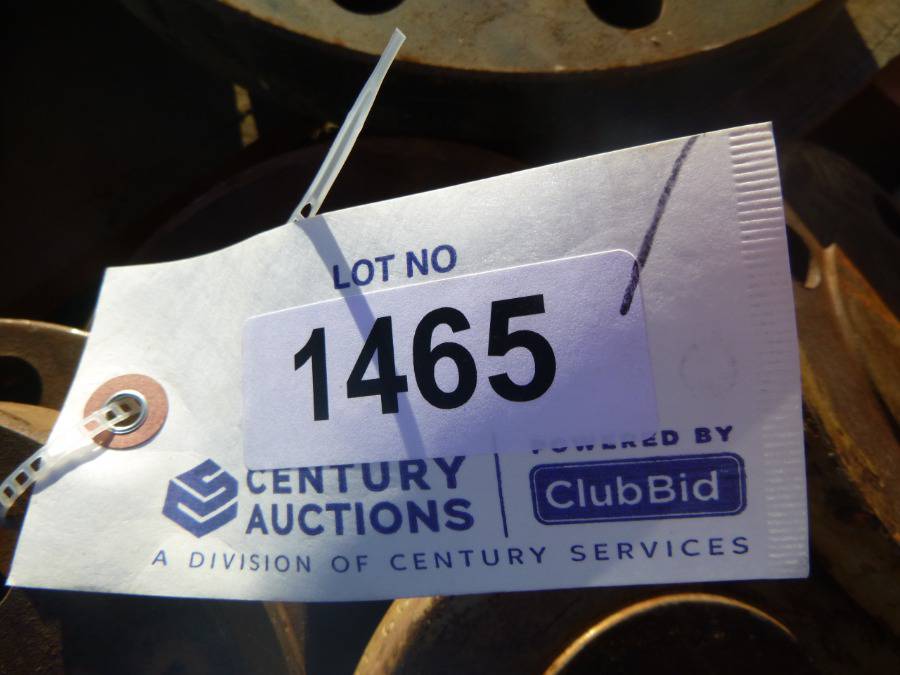 LOT NO
1465
CENTURY
AUCTIONS
POWERED BY
ClubBid
A DIVISION OF CENTURY SERVICES